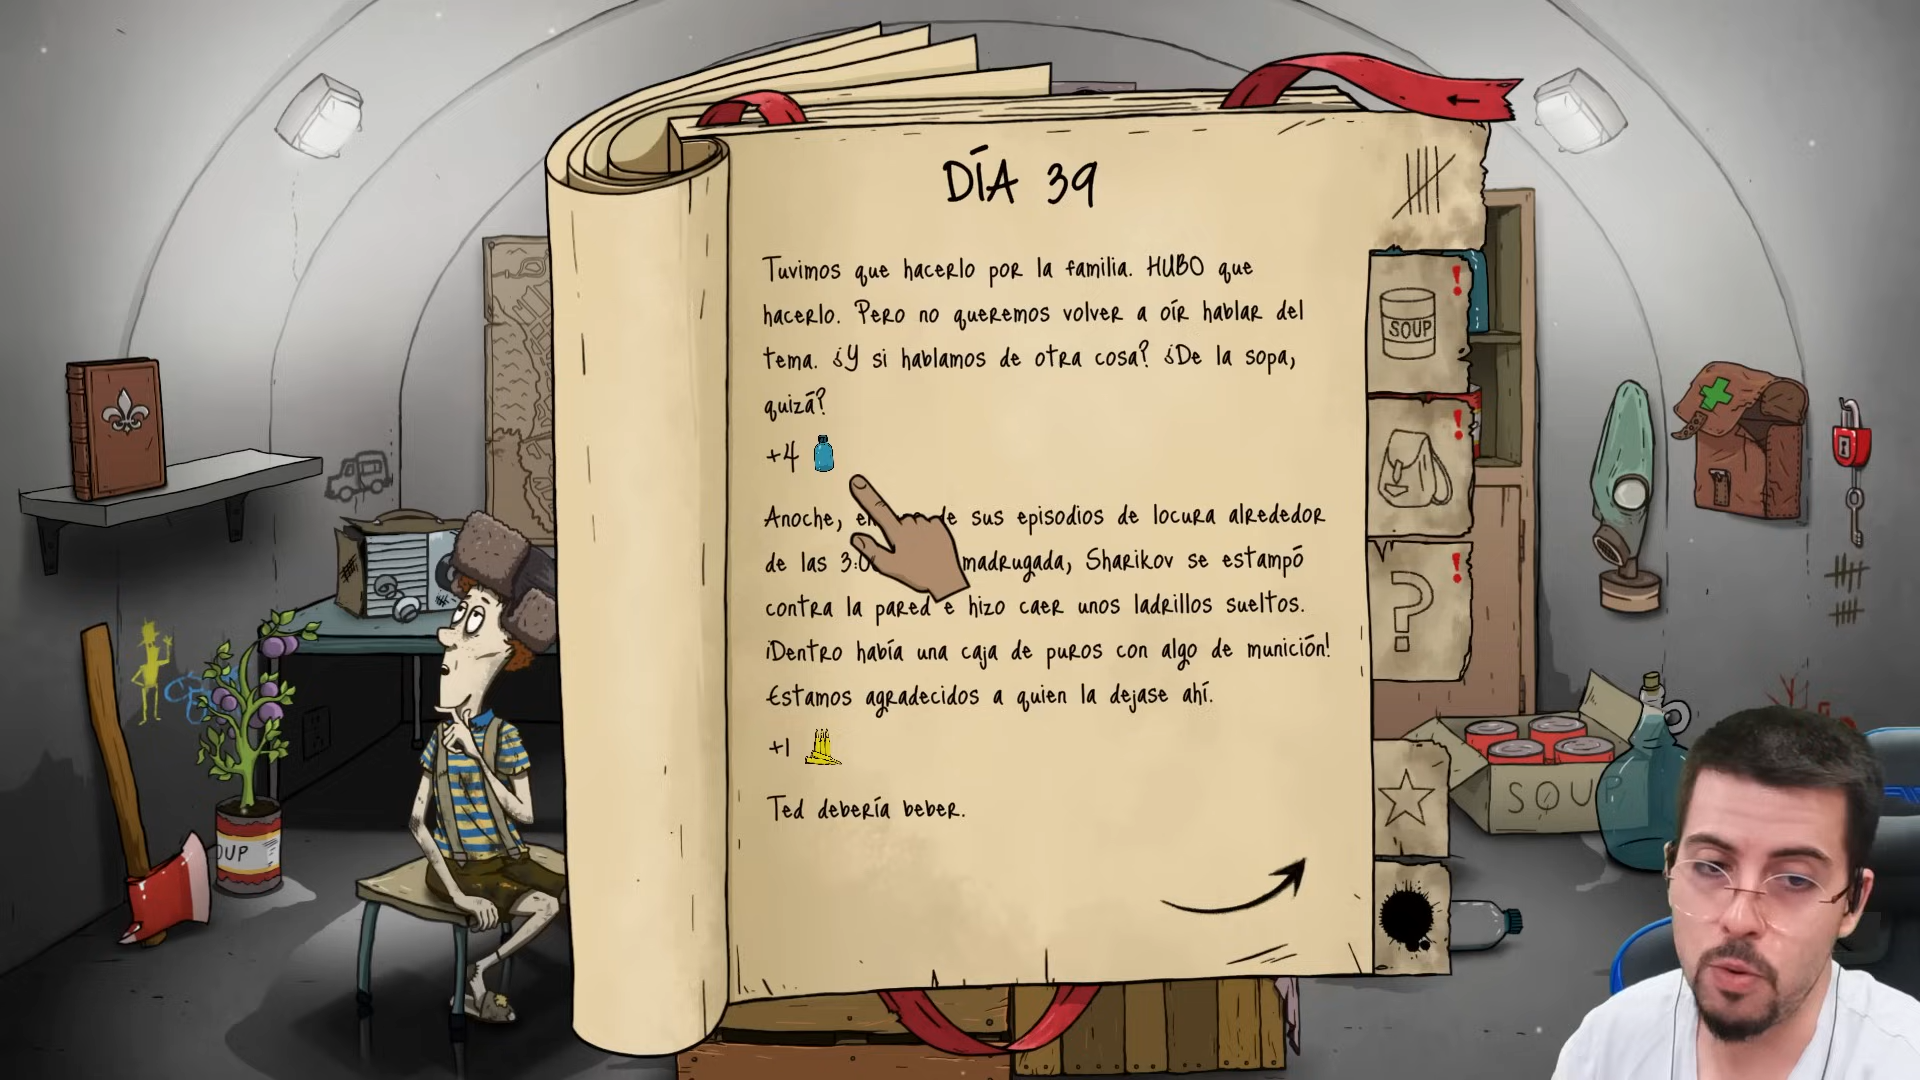 DÍA 39
Tuvimos que hacerlo por la familia. HUBO que
hacerlo. Pero no queremos volver a oír hablar del
tema. ¿Y si hablamos de otra cosa? ¿De la sopa,
quizá?
+4
Anoche, de sus episodios de locura alrededor
de las madrugada, Sharikov se estampó
contra la pared e hizo caer unos ladrillos sueltos.
¡Dentro había una caja de puros con algo de munición!
Estamos agradecidos a quien la dejase ahí.
+1
Ted debería beber.
SOUP
!
!
?
!
SOUP